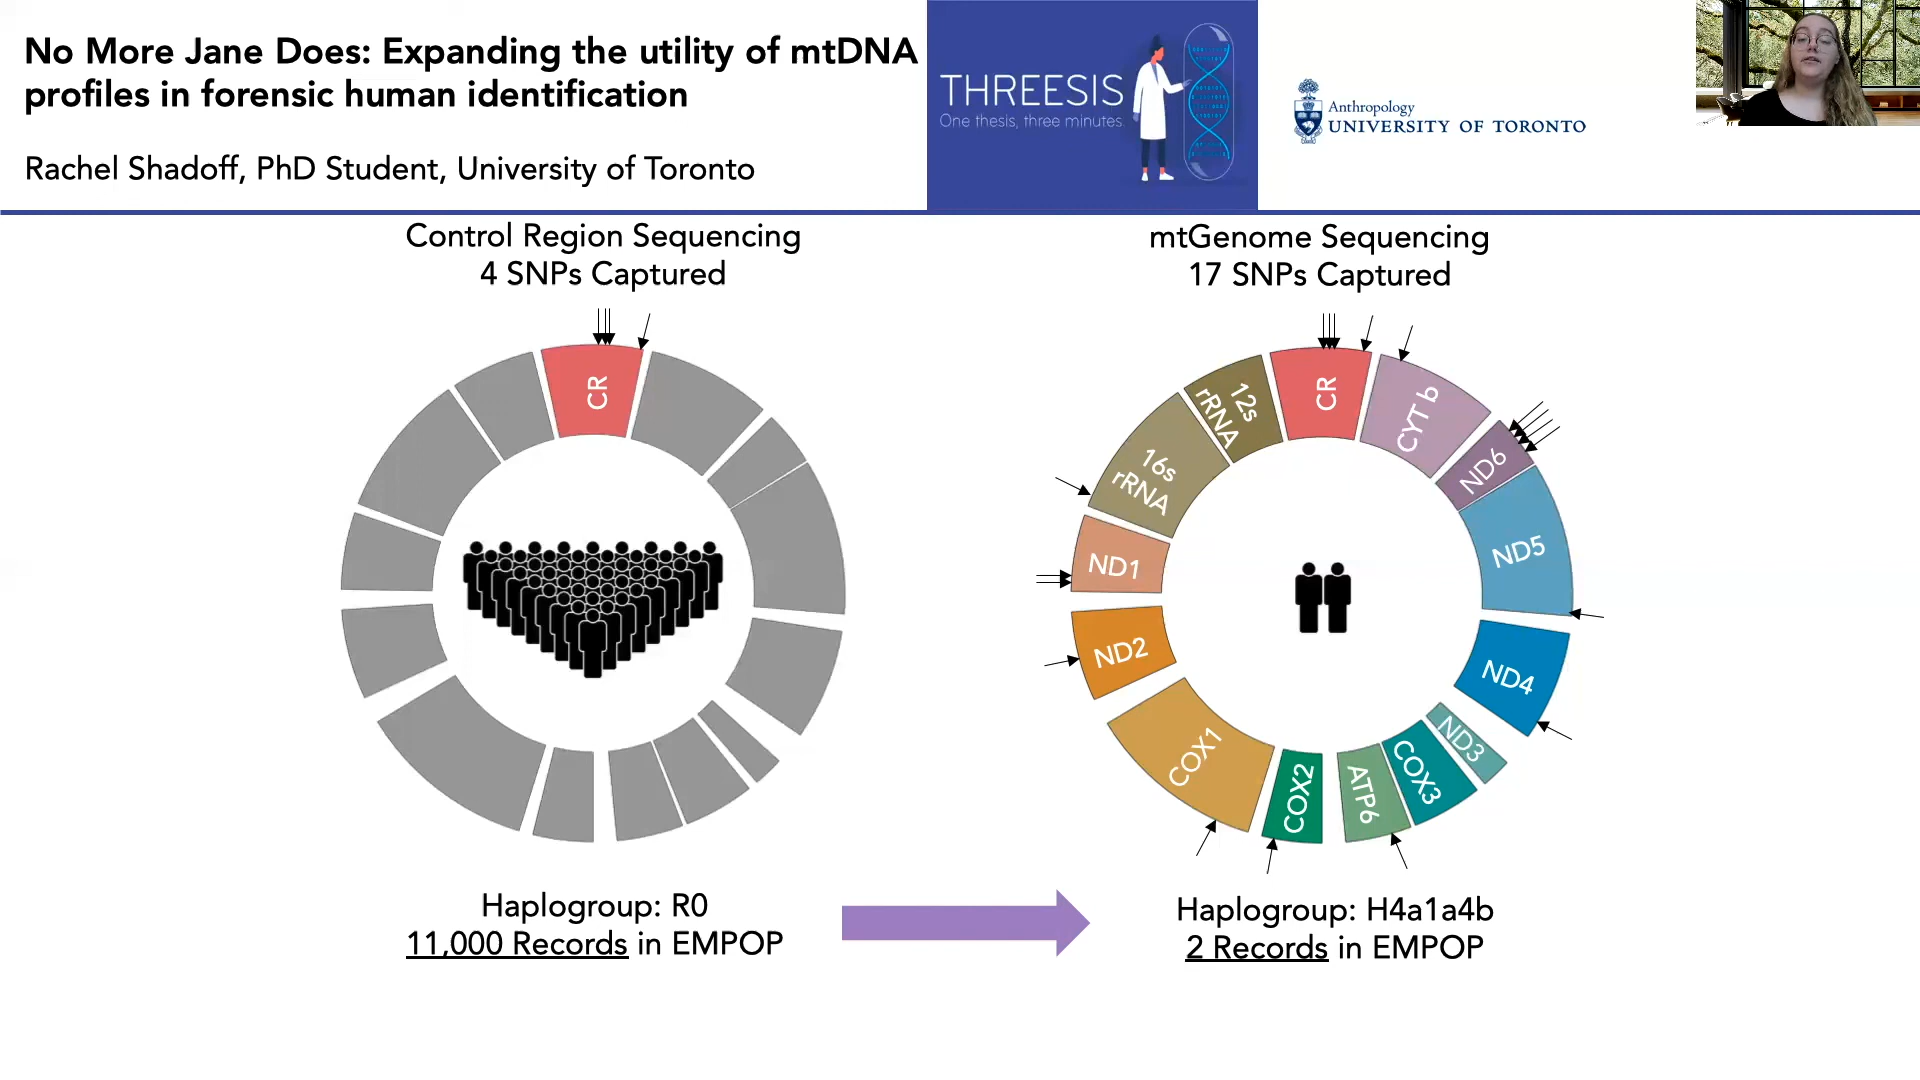 No More Jane Does: Expanding the utility of mtDNA
profiles in forensic human identification
Rachel Shadoff, PhD Student, University of Toronto
THREESIS
One thesis, three minutes
Anthropology
UNIVERSITY OF TORONTO
Control Region Sequencing
4 SNPs Captured
CR
Haplogroup: R0
11,000 Records in EMPOP
mtGenome Sequencing
17 SNPs Captured
CR
CYT b
ND6
ND5
ND4
ND3
COX3
ATP6
COX2
COX1
ND2
ND1
16s
rRNA
12s
rRNA
Haplogroup: H4a1a4b
2 Records in EMPOP